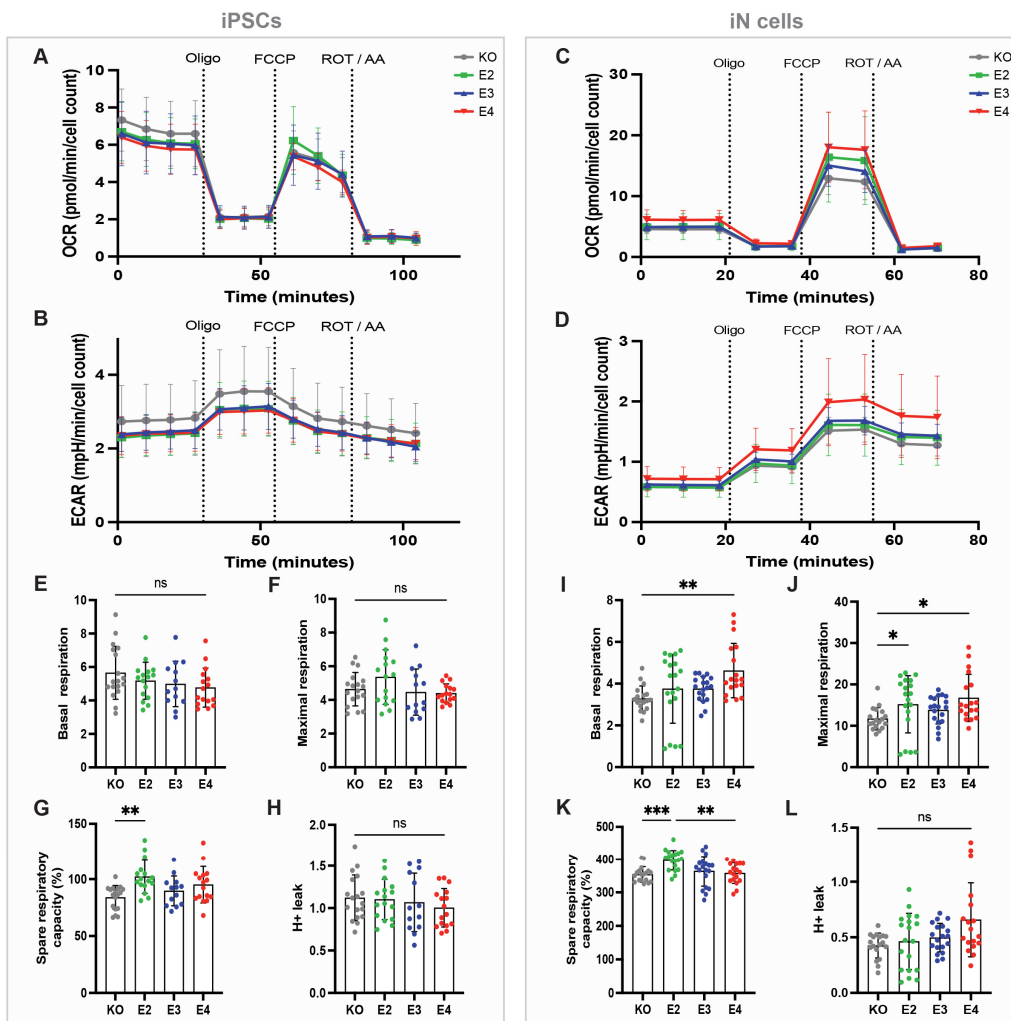 iPSCs
iN cells
A
Oligo
FCCP
ROT / AA
KO
E2
E3
E4
OCR (pmol/min/cell count)
10
8
6
4
2
0
0
50
100
Time (minutes)
C
Oligo
FCCP
ROT / AA
KO
E2
E3
E4
OCR (pmol/min/cell count)
30
20
10
0
0
20
40
60
80
Time (minutes)
B
Oligo
FCCP
ROT / AA
ECAR (mpH/min/cell count)
4
2
0
0
50
100
Time (minutes)
D
Oligo
FCCP
ROT / AA
ECAR (mpH/min/cell count)
3
2
1
0
0
20
40
60
80
Time (minutes)
E
ns
Basal respiration
10
8
6
4
2
0
KO E2 E3 E4
F
ns
Maximal respiration
10
8
6
4
2
0
KO E2 E3 E4
I
**
Basal respiration
8
6
4
2
0
KO E2 E3 E4
J
*
*
Maximal respiration
40
30
20
10
0
KO E2 E3 E4
G
**
Spare respiratory
capacity (%)
150
100
50
0
KO E2 E3 E4
H
ns
H+ leak
2.0
1.5
1.0
0.5
0.0
KO E2 E3 E4
K
***
**
Spare respiratory
capacity (%)
500
400
300
200
100
0
KO E2 E3 E4
L
ns
H+ leak
1.5
1.0
0.5
0.0
KO E2 E3 E4